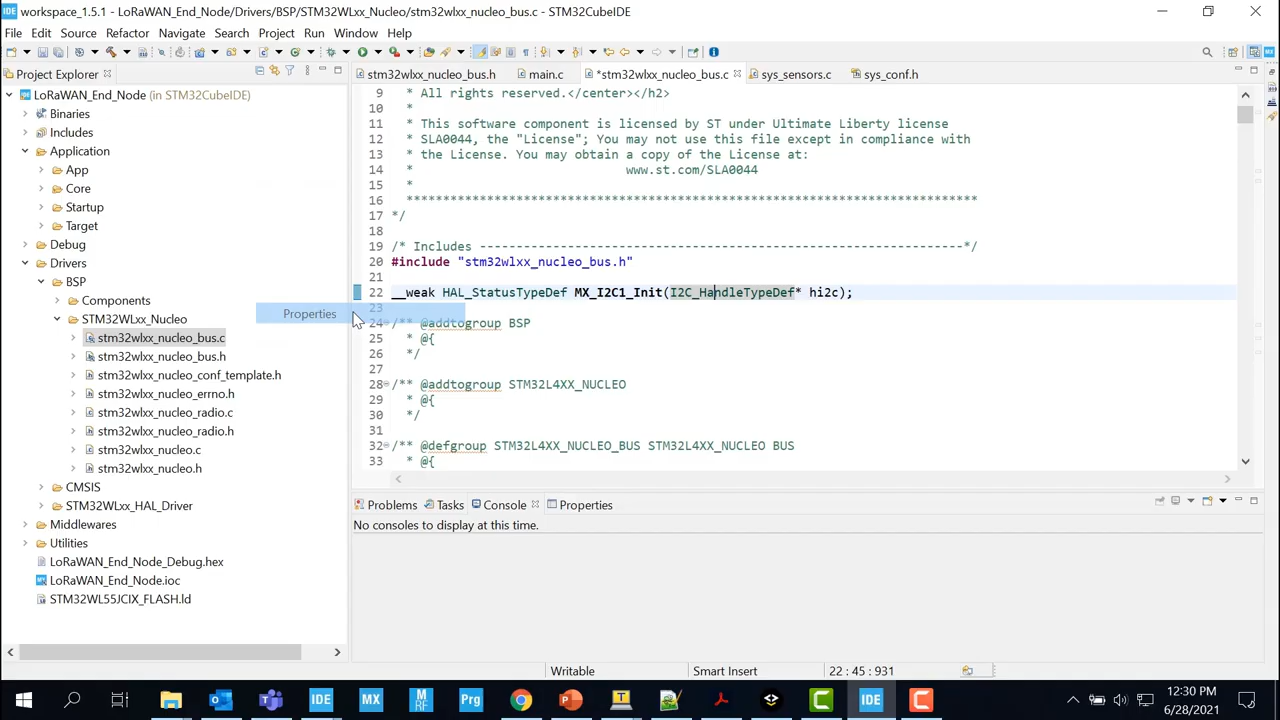 IDE workspace_1.5.1 - LoRaWAN_End_Node/Drivers/BSP/STM32WLxx_Nucleo/stm32wlxx_nucleo_bus.c - STM32CubeIDE
File Edit Source Refactor Navigate Search Project Run Window Help
Project Explorer
stm32wlxx_nucleo_bus.h main.c *stm32wlxx_nucleo_bus.c sys_sensors.c sys_conf.h
LoRaWAN_End_Node (in STM32CubeIDE)
Binaries
Includes
Application
App
Core
Startup
Target
Debug
Drivers
BSP
Components
STM32WLxx_Nucleo
stm32wlxx_nucleo_bus.c
stm32wlxx_nucleo_bus.h
stm32wlxx_nucleo_conf_template.h
stm32wlxx_nucleo_errno.h
stm32wlxx_nucleo_radio.c
stm32wlxx_nucleo_radio.h
stm32wlxx_nucleo.c
stm32wlxx_nucleo.h
CMSIS
STM32WLxx_HAL_Driver
Middlewares
Utilities
LoRaWAN_End_Node_Debug.hex
LoRaWAN_End_Node.ioc
STM32WL55JCIX_FLASH.ld
Properties
9 * All rights reserved.</center></h2>
10 *
11 * This software component is licensed by ST under Ultimate Liberty license
12 * SLA0044, the "License"; You may not use this file except in compliance with
13 * the License. You may obtain a copy of the License at:
14 * www.st.com/SLA0044
15 *
16 ******************************************************************************
17 */
18
19 /* Includes ------------------------------------------------------------------*/
20 #include "stm32wlxx_nucleo_bus.h"
21
22 __weak HAL_StatusTypeDef MX_I2C1_Init(I2C_HandleTypeDef* hi2c);
23
24 /** @addtogroup BSP
25 * @{
26 */
27
28 /** @addtogroup STM32L4XX_NUCLEO
29 * @{
30 */
31
32 /** @defgroup STM32L4XX_NUCLEO_BUS STM32L4XX_NUCLEO BUS
33 * @{
Problems Tasks Console Properties
No consoles to display at this time.
Writable Smart Insert 22 : 45 : 931
IDE MX M RF Prg IDE
12:30 PM
6/28/2021